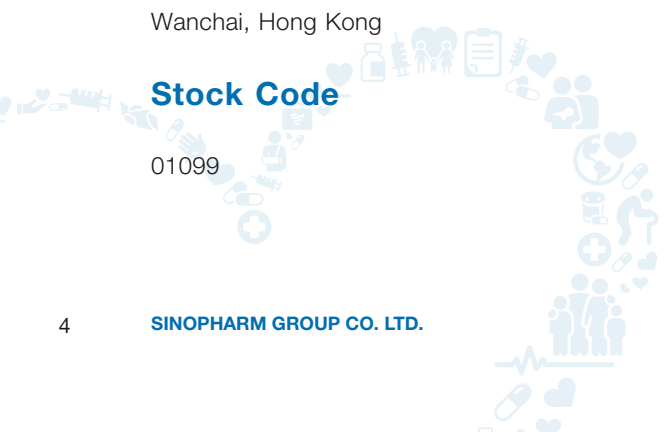 Wanchai, Hong Kong
Stock Code
01099
4 SINOPHARM GROUP CO. LTD.